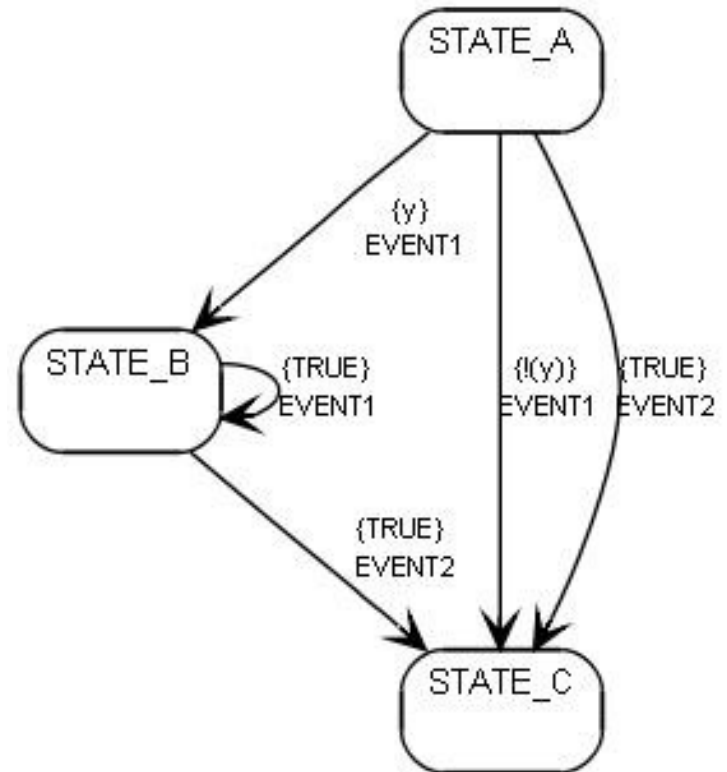 STATE_A
{y}
EVENT1
STATE_B
{TRUE}
EVENT1
{!(y)}
EVENT1
{TRUE}
EVENT2
{TRUE}
EVENT2
STATE_C